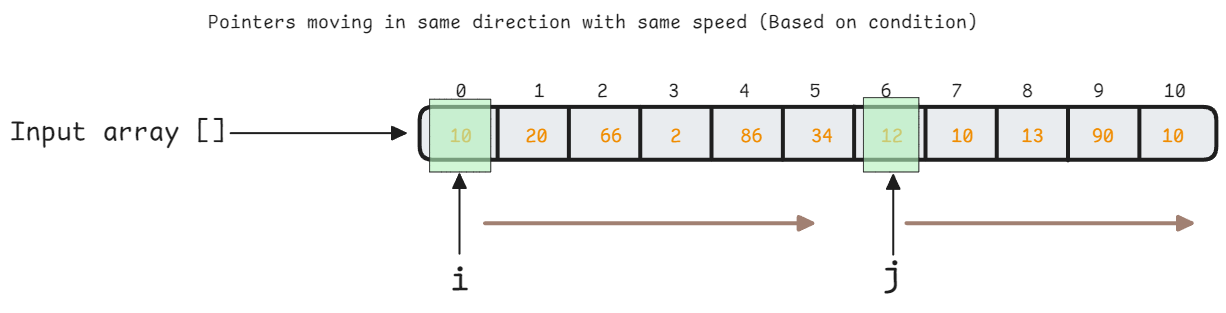 Pointers moving in same direction with same speed (Based on condition)
0 1 2 3 4 5 6 7 8 9 10
Input array [] 10 20 66 2 86 34 12 10 13 90 10
i j